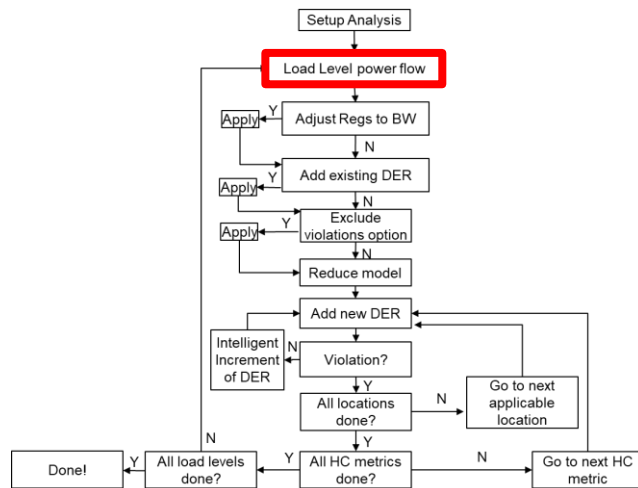 Setup Analysis
Load Level power flow
Apply
Y
Adjust Regs to BW
N
Apply
Y
Add existing DER
N
Apply
Y
Exclude
violations option
N
Reduce model
Add new DER
Intelligent
Increment
of DER
N
Violation?
Y
All locations
done?
N
Go to next
applicable
location
Y
N
Done!
Y
All load levels
done?
Y
All HC metrics
done?
N
Go to next HC
metric